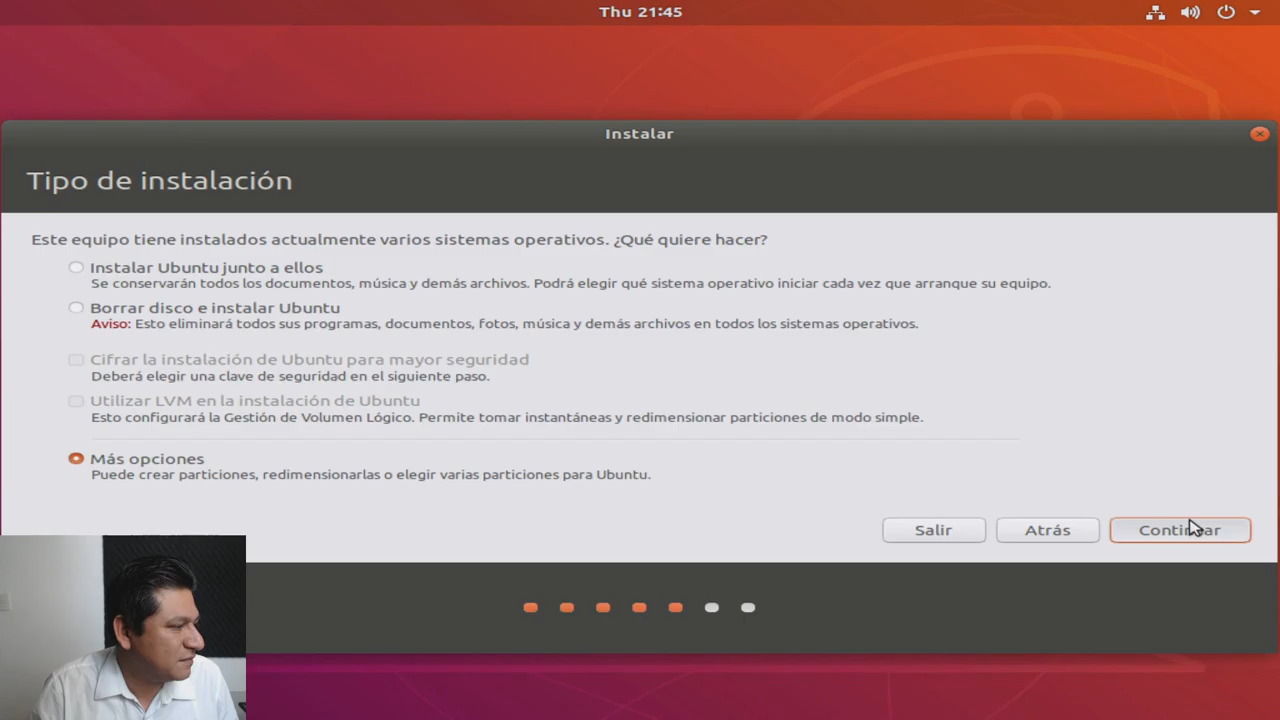 Thu 21:45
Instalar
Tipo de instalación
Este equipo tiene instalados actualmente varios sistemas operativos. ¿Qué quiere hacer?
Instalar Ubuntu junto a ellos
Se conservarán todos los documentos, música y demás archivos. Podrá elegir qué sistema operativo iniciar cada vez que arranque su equipo.
Borrar disco e instalar Ubuntu
Aviso: Esto eliminará todos sus programas, documentos, fotos, música y demás archivos en todos los sistemas operativos.
Cifrar la instalación de Ubuntu para mayor seguridad
Deberá elegir una clave de seguridad en el siguiente paso.
Utilizar LVM en la instalación de Ubuntu
Esto configurará la Gestión de Volumen Lógico. Permite tomar instantáneas y redimensionar particiones de modo simple.
Más opciones
Puede crear particiones, redimensionarlas o elegir varias particiones para Ubuntu.
Salir
Atrás
Continuar